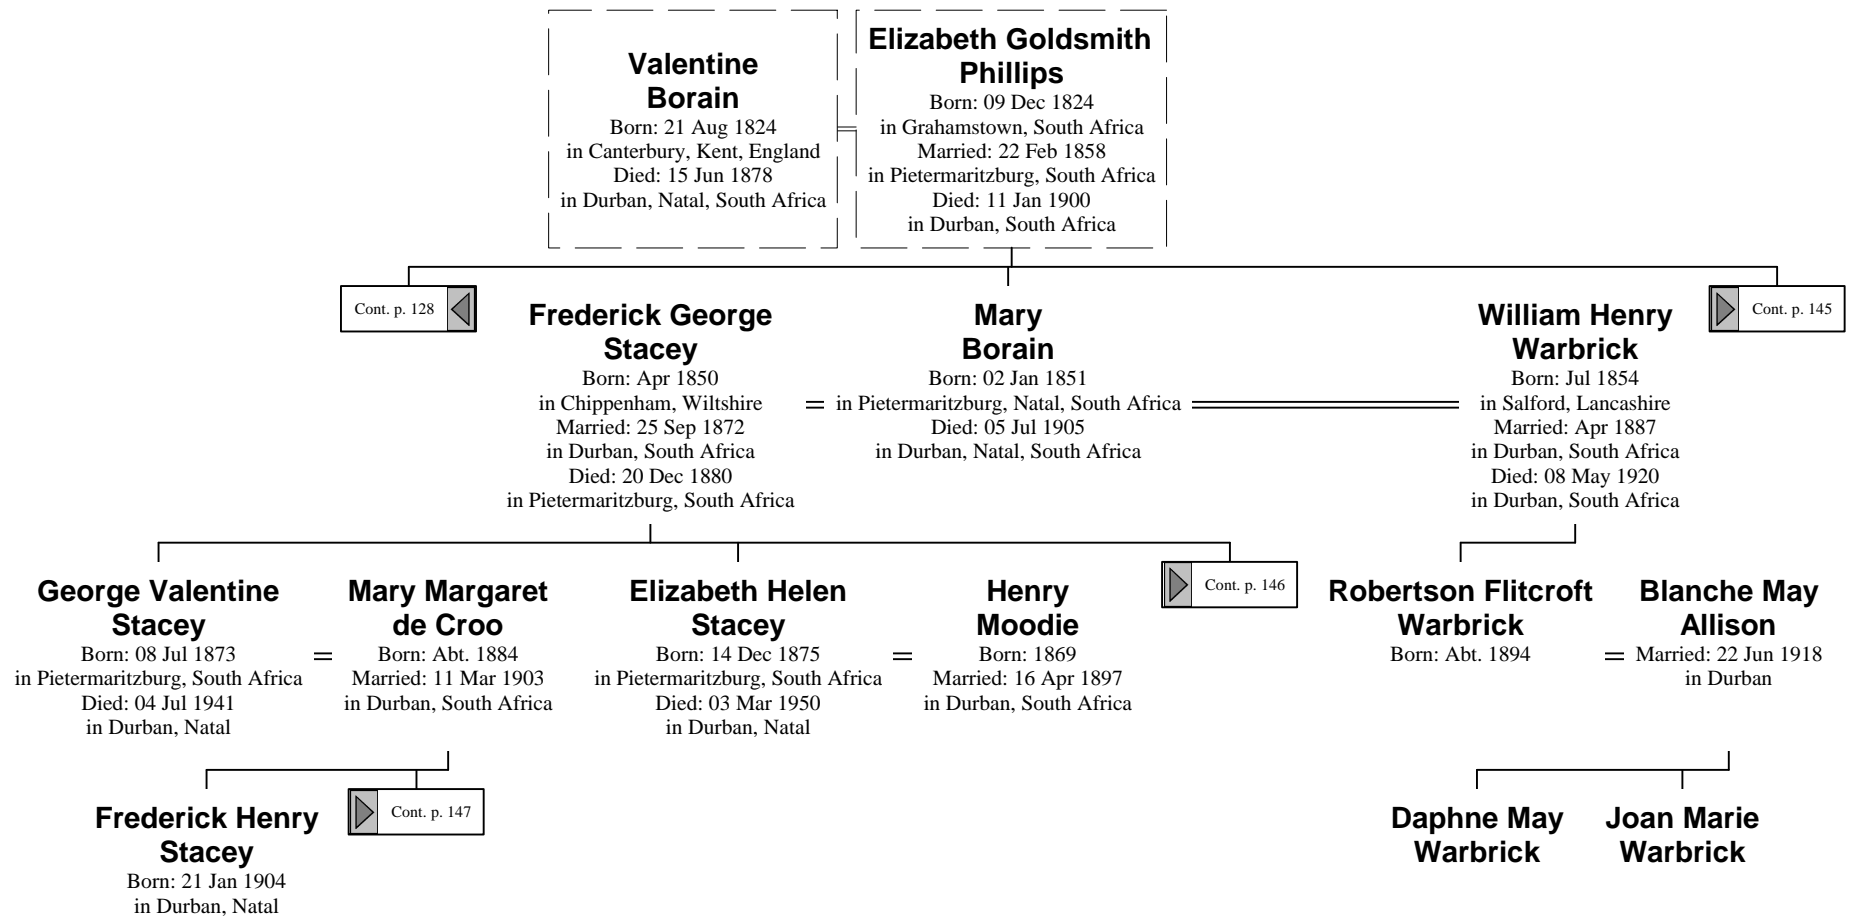 Valentine
Borain
Born: 21 Aug 1824
in Canterbury, Kent, England
Died: 15 Jun 1878
in Durban, Natal, South Africa
Elizabeth Goldsmith
Phillips
Born: 09 Dec 1824
in Grahamstown, South Africa
Married: 22 Feb 1858
in Pietermaritzburg, South Africa
Died: 11 Jan 1900
in Durban, South Africa
Cont. p. 128
Frederick George
Stacey
Born: Apr 1850
in Chippenham, Wiltshire
Married: 25 Sep 1872
in Durban, South Africa
Died: 20 Dec 1880
in Pietermaritzburg, South Africa
=
Mary
Borain
Born: 02 Jan 1851
in Pietermaritzburg, Natal, South Africa
Died: 05 Jul 1905
in Durban, Natal, South Africa
William Henry
Warbrick
Born: Jul 1854
in Salford, Lancashire
Married: Apr 1887
in Durban, South Africa
Died: 08 May 1920
in Durban, South Africa
Cont. p. 145
George Valentine
Stacey
Born: 08 Jul 1873
in Pietermaritzburg, South Africa
Died: 04 Jul 1941
in Durban, Natal
=
Mary Margaret
de Croo
Born: Abt. 1884
Married: 11 Mar 1903
in Durban, South Africa
Elizabeth Helen
Stacey
Born: 14 Dec 1875
in Pietermaritzburg, South Africa
Died: 03 Mar 1950
in Durban, Natal
=
Henry
Moodie
Born: 1869
Married: 16 Apr 1897
in Durban, South Africa
Cont. p. 146
Robertson Flitcroft
Warbrick
Born: Abt. 1894
=
Blanche May
Allison
Married: 22 Jun 1918
in Durban
Frederick Henry
Stacey
Born: 21 Jan 1904
in Durban, Natal
Cont. p. 147
Daphne May
Warbrick
Joan Marie
Warbrick